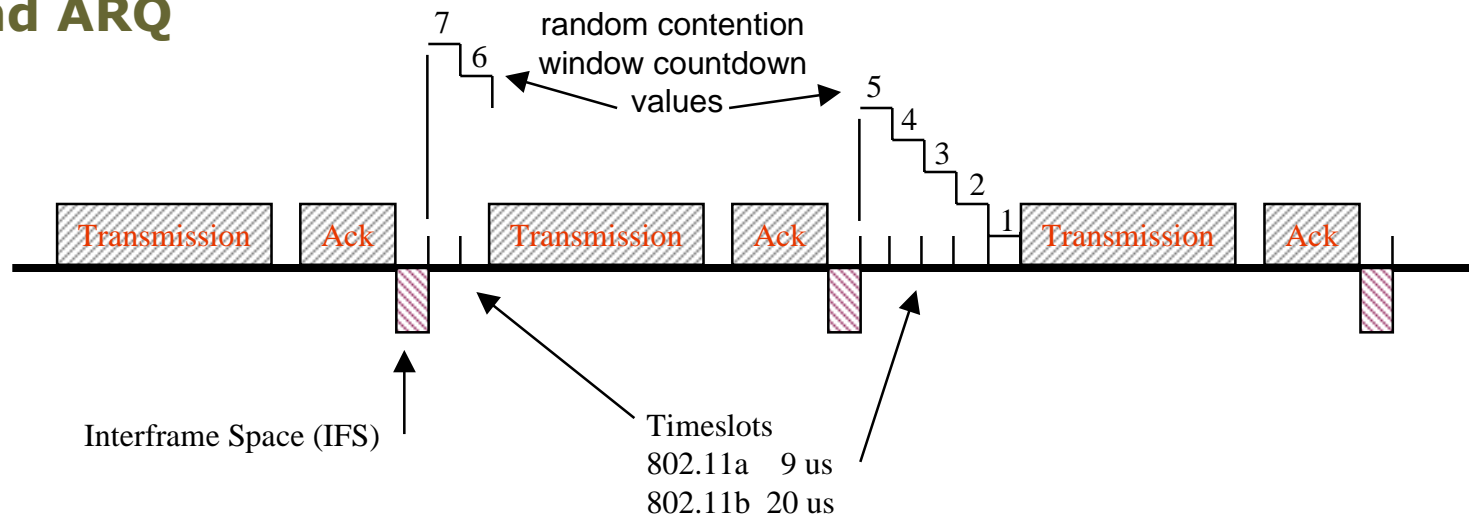 nd ARQ
random contention
window countdown
values
7
6
5
4
3
2
1
Transmission
Ack
Transmission
Ack
Transmission
Ack
Interframe Space (IFS)
Timeslots
802.11a 9 us
802.11b 20 us